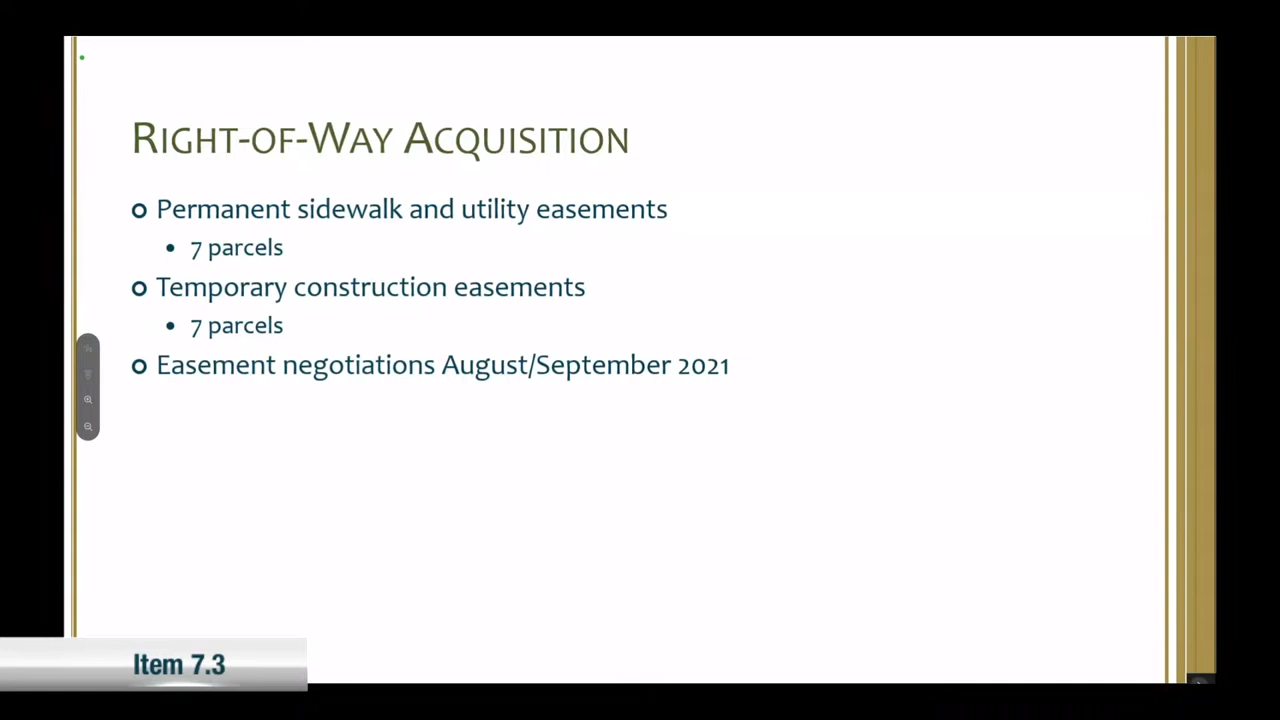 RIGHT-OF-WAY ACQUISITION
Permanent sidewalk and utility easements
7 parcels
Temporary construction easements
7 parcels
Easement negotiations August/September 2021
Item 7.3